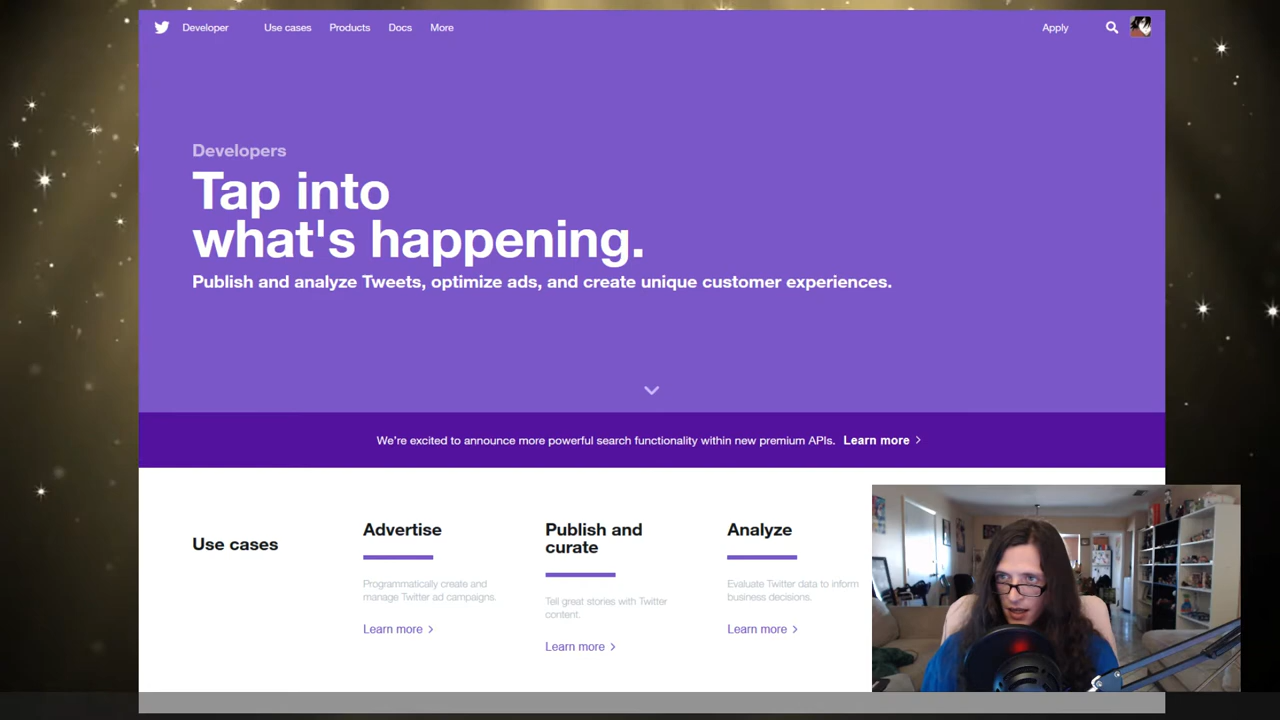 Developer
Use cases
Products
Docs
More
Apply
Developers
Tap into
what's happening.
Publish and analyze Tweets, optimize ads, and create unique customer experiences.
We're excited to announce more powerful search functionality within new premium APIs. Learn more
Use cases
Advertise
Programmatically create and
manage Twitter ad campaigns.
Learn more
Publish and
curate
Tell great stories with Twitter
content.
Learn more
Analyze
Evaluate Twitter data to inform
business decisions.
Learn more